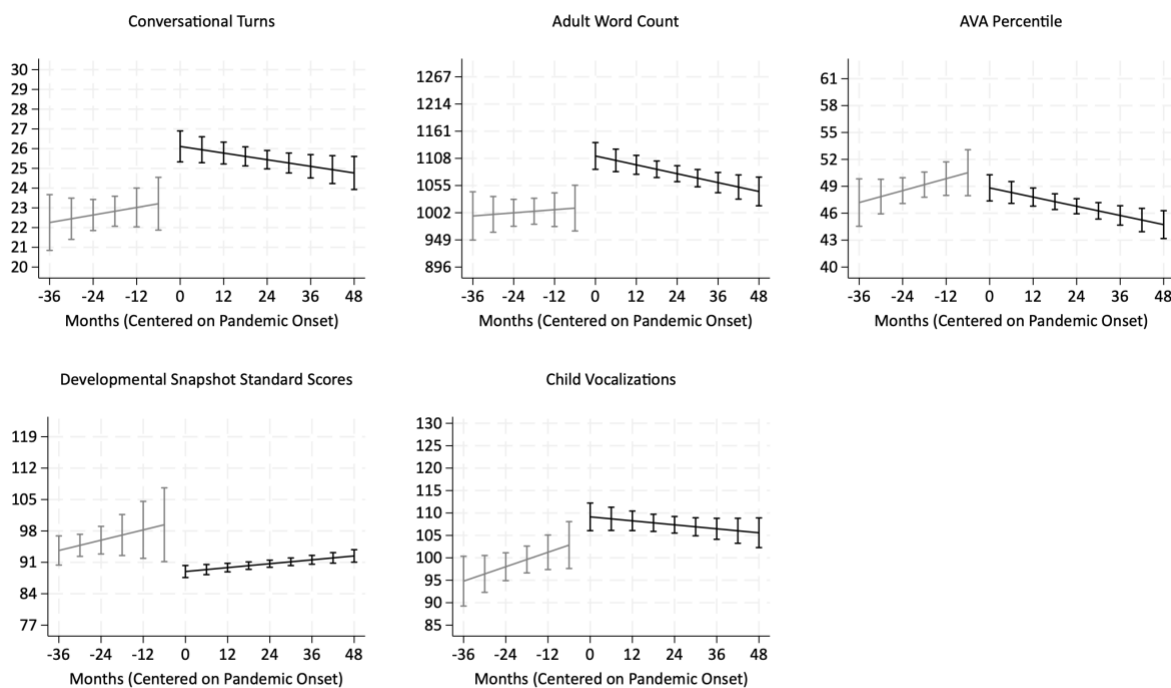 Conversational Turns
30
29
28
27
26
25
24
23
22
21
20
-36 -24 -12 0 12 24 36 48
Months (Centered on Pandemic Onset)
Adult Word Count
1267
1214
1161
1108
1055
1002
949
896
-36 -24 -12 0 12 24 36 48
Months (Centered on Pandemic Onset)
AVA Percentile
61
58
55
52
49
46
43
40
-36 -24 -12 0 12 24 36 48
Months (Centered on Pandemic Onset)
Developmental Snapshot Standard Scores
119
112
105
98
91
84
77
-36 -24 -12 0 12 24 36 48
Months (Centered on Pandemic Onset)
Child Vocalizations
130
125
120
115
110
105
100
95
90
85
-36 -24 -12 0 12 24 36 48
Months (Centered on Pandemic Onset)